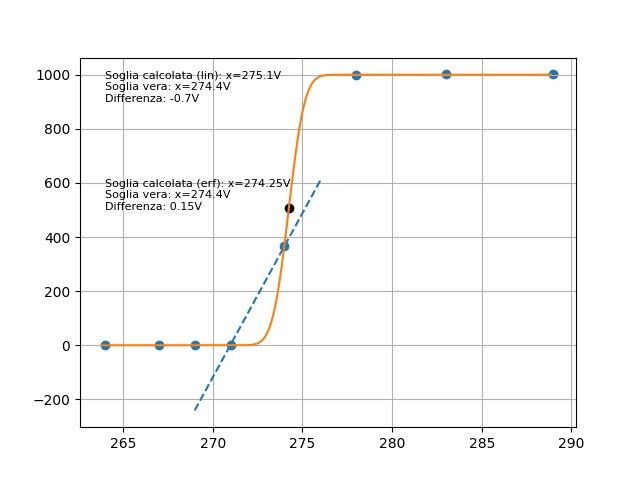 1000
800
600
400
200
0
−200
Soglia calcolata (lin): x=275.1V
Soglia vera: x=274.4V
Differenza: -0.7V
Soglia calcolata (erf): x=274.25V
Soglia vera: x=274.4V
Differenza: 0.15V
265 270 275 280 285 290